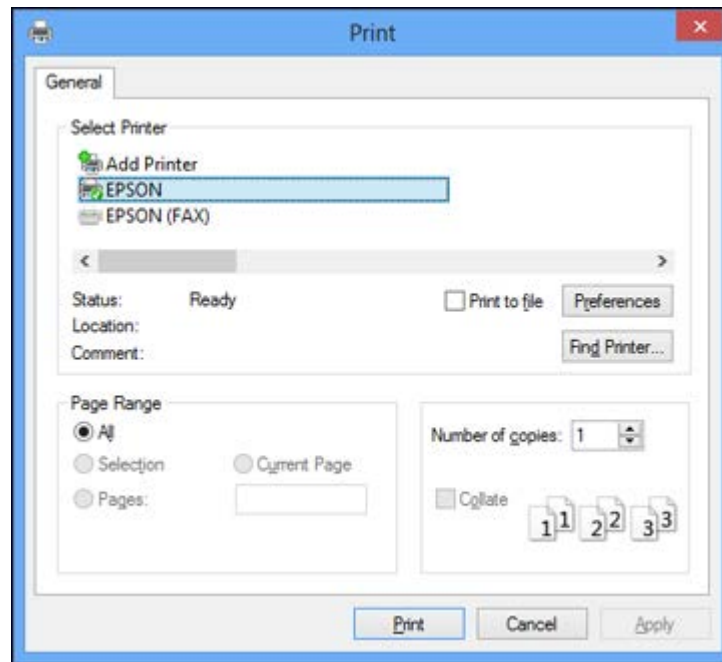 Print
General
Select Printer
Add Printer
EPSON
EPSON (FAX)
Status: Ready
Print to file
Preferences
Location:
Comment:
Find Printer...
Page Range
All
Selection
Current Page
Pages:
Number of copies: 1
Collate
1 1 2 2 3 3
Print Cancel Apply